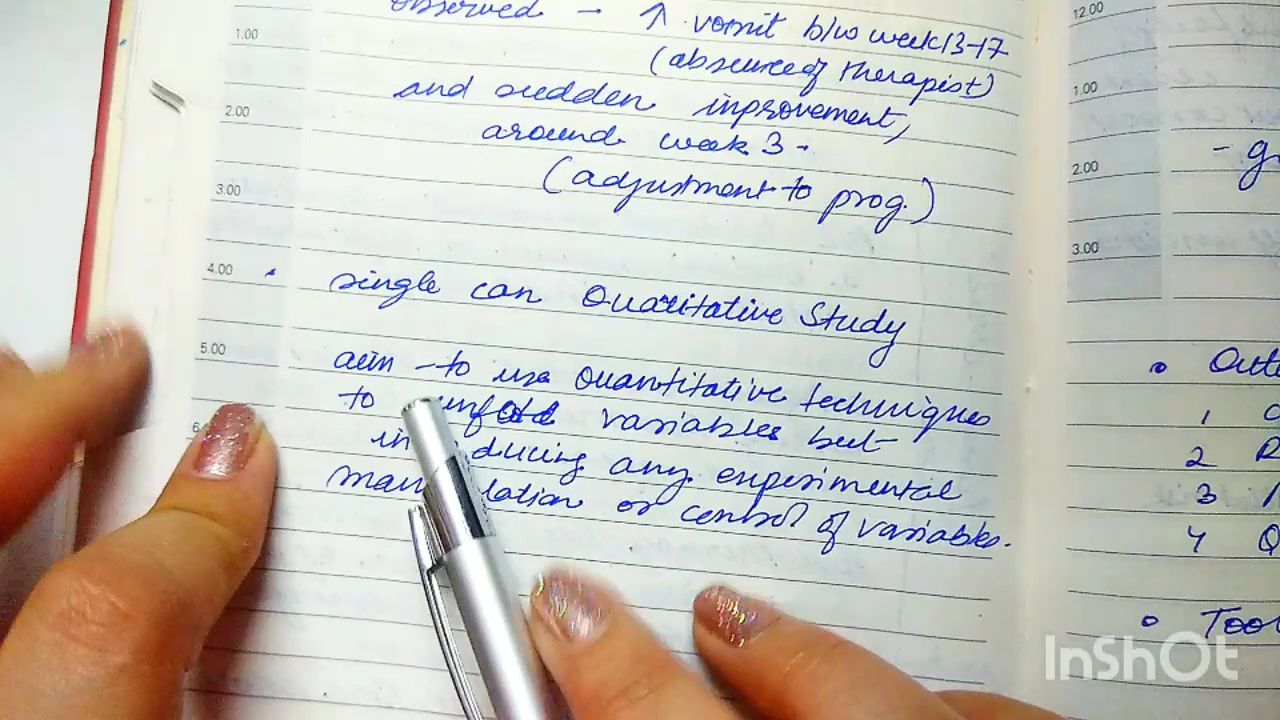 observed - ↑ vomit b/w week 13-17
(absence of therapist)
and sudden inprovement,
around week 3 -
(adjustment to prog.)
single can Quatitative Study
aim - to use quantitative techniques
to variables but
ducing any experimental
lation or control of variables.
1.00
2.00
3.00
4.00
5.00
12.00
1.00
2.00
3.00
- g
1
2 R
3
4 Q
InShOt